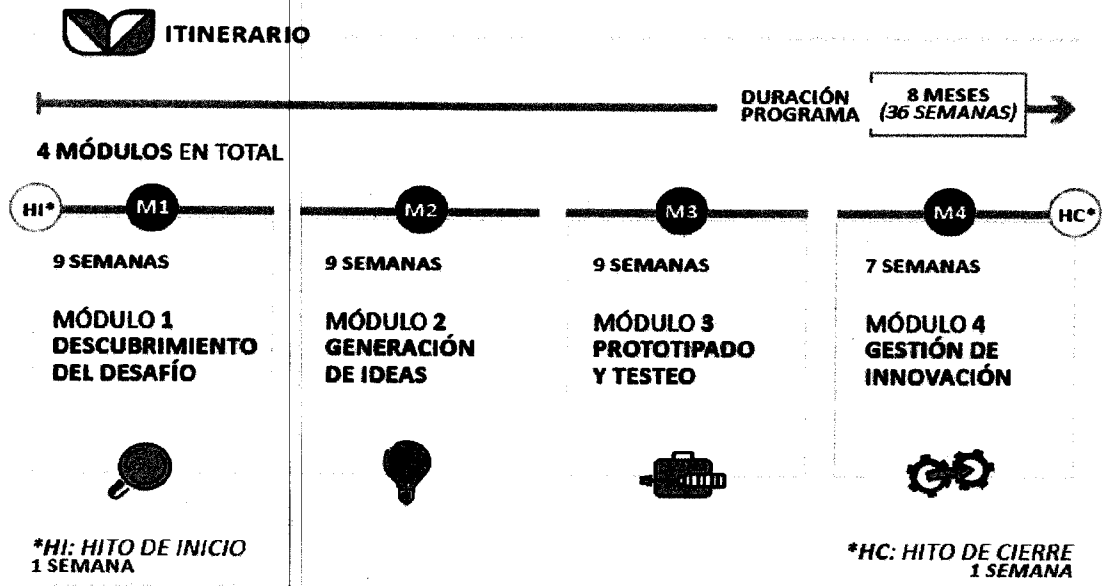 ITINERARIO
DURACIÓN
PROGRAMA
8 MESES
(36 SEMANAS)
4 MÓDULOS EN TOTAL
HI*
M1
M2
M3
M4
HC*
9 SEMANAS
MÓDULO 1
DESCUBRIMIENTO
DEL DESAFÍO
9 SEMANAS
MÓDULO 2
GENERACIÓN
DE IDEAS
9 SEMANAS
MÓDULO 3
PROTOTIPADO
Y TESTEO
7 SEMANAS
MÓDULO 4
GESTIÓN DE
INNOVACIÓN
*HI: HITO DE INICIO
1 SEMANA
*HC: HITO DE CIERRE
1 SEMANA